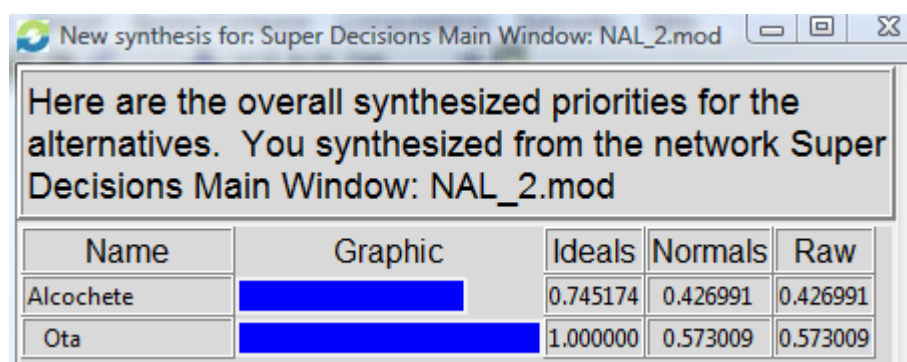 New synthesis for: Super Decisions Main Window: NAL_2.mod
Here are the overall synthesized priorities for the
alternatives.  You synthesized from the network Super
Decisions Main Window: NAL_2.mod
Name Graphic Ideals Normals Raw
Alcochete 0.745174 0.426991 0.426991
Ota 1.000000 0.573009 0.573009